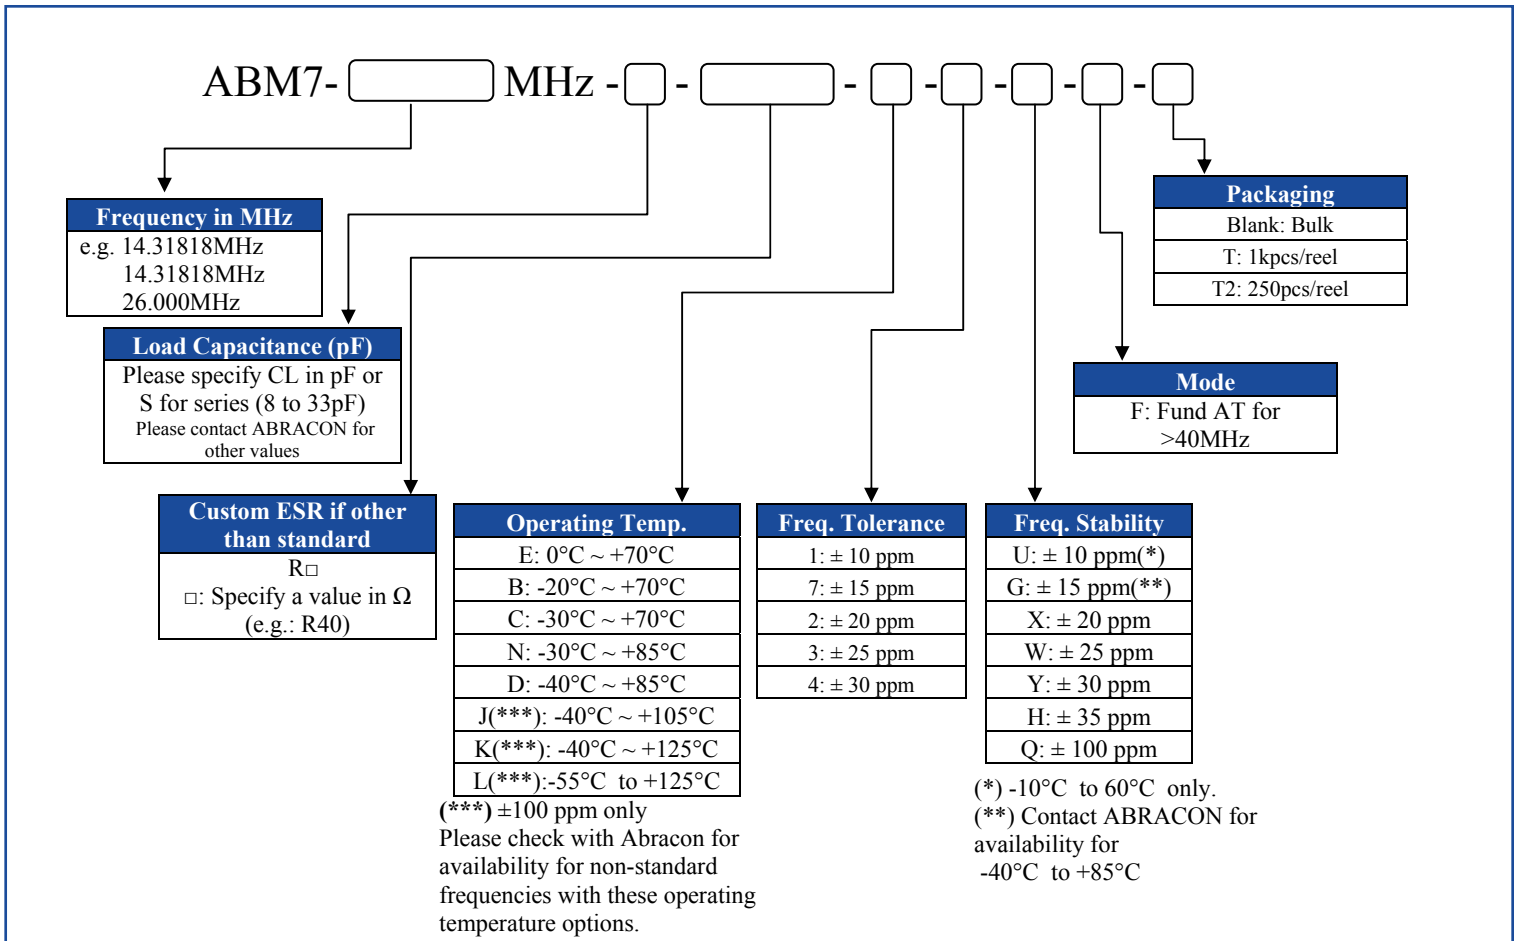 ABM7- MHz - - - - - - -
Frequency in MHz
e.g. 14.31818MHz
14.31818MHz
26.000MHz
Load Capacitance (pF)
Please specify CL in pF or
S for series (8 to 33pF)
Please contact ABRACON for
other values
Custom ESR if other
than standard
R□
□: Specify a value in Ω
(e.g.: R40)
Operating Temp.
E: 0°C ~ +70°C
B: -20°C ~ +70°C
C: -30°C ~ +70°C
N: -30°C ~ +85°C
D: -40°C ~ +85°C
J(***): -40°C ~ +105°C
K(***): -40°C ~ +125°C
L(***):-55°C to +125°C
(***) ±100 ppm only
Please check with Abracon for
availability for non-standard
frequencies with these operating
temperature options.
Freq. Tolerance
1: ± 10 ppm
7: ± 15 ppm
2: ± 20 ppm
3: ± 25 ppm
4: ± 30 ppm
Freq. Stability
U: ± 10 ppm(*)
G: ± 15 ppm(**)
X: ± 20 ppm
W: ± 25 ppm
Y: ± 30 ppm
H: ± 35 ppm
Q: ± 100 ppm
(*) -10°C to 60°C only.
(**) Contact ABRACON for
availability for
-40°C to +85°C
Mode
F: Fund AT for
>40MHz
Packaging
Blank: Bulk
T: 1kpcs/reel
T2: 250pcs/reel